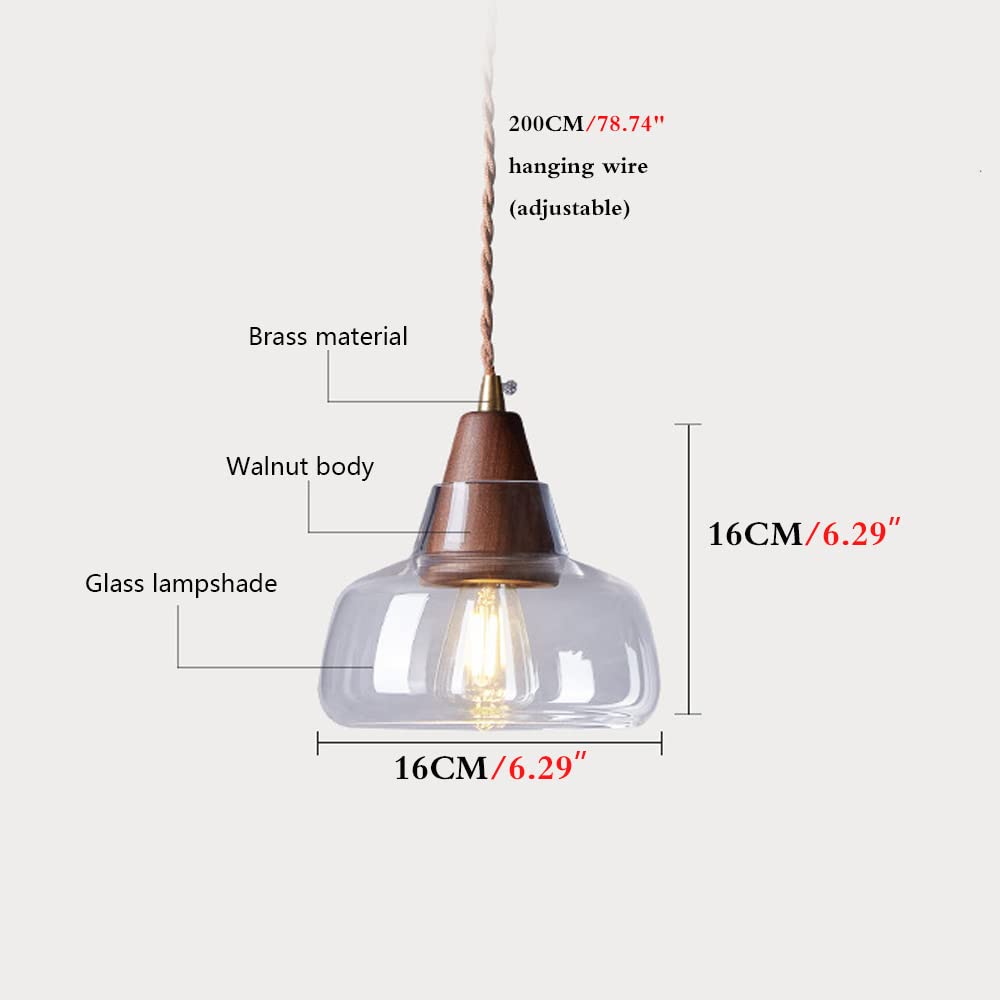 200CM/78.74"
hanging wire
(adjustable)
Brass material
Walnut body
16CM/6.29"
Glass lampshade
16CM/6.29"